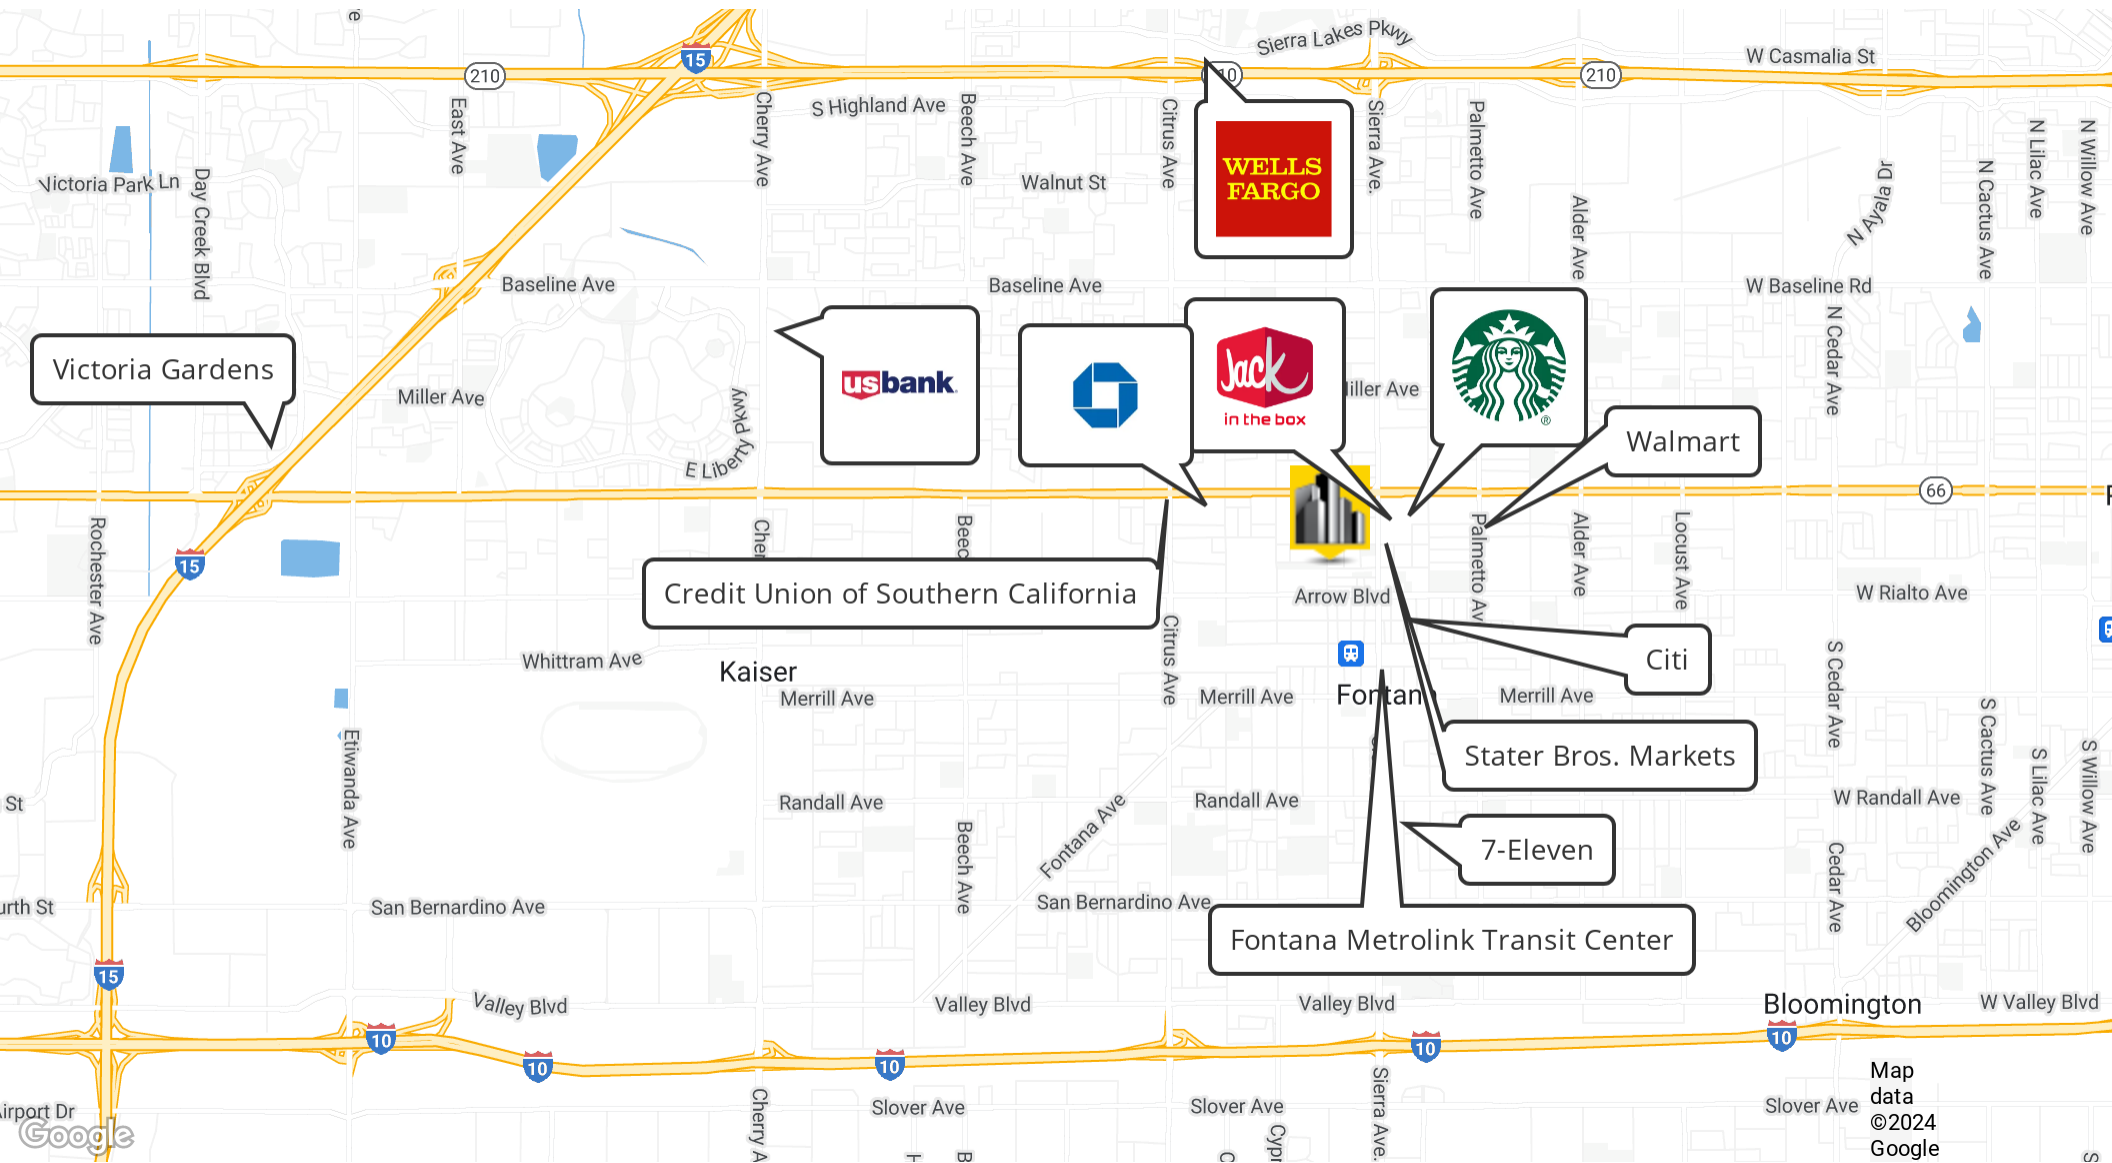 Sierra Lakes Pkwy
W Casmalia St
15
210
210
S Highland Ave
East Ave
Cherry Ave
Beech Ave
Citrus Ave
Sierra Ave.
Palmetto Ave
N Lilac Ave
N Willow Ave
WELLS
FARGO
Victoria Park Ln
Day Creek Blvd
Walnut St
Alder Ave
N Ayala Dr
N Cactus Ave
Baseline Ave
Baseline Ave
W Baseline Rd
N Cedar Ave
Victoria Gardens
usbank
Jack
in the box
®
Miller Ave
E Liberty Pkwy
Walmart
66
Rochester Ave
15
Palmetto Av
Alder Ave
Locust Ave
Credit Union of Southern California
Arrow Blvd
W Rialto Ave
Whittram Ave
Kaiser
Citrus Ave
Citi
S Cedar Ave
Merrill Ave
Merrill Ave
Merrill Ave
Stater Bros. Markets
Etiwanda Ave
S Cactus Ave
S Lilac Ave
S Willow Ave
St
Randall Ave
Randall Ave
W Randall Ave
Fontana Ave
Beech Ave
7-Eleven
Cedar Ave
Bloomington Ave
San Bernardino Ave
San Bernardino Ave
Fontana Metrolink Transit Center
15
Valley Blvd
Valley Blvd
Valley Blvd
Bloomington
W Valley Blvd
10
10
10
10
10
Map
data
©2024
Google
Slover Ave
Slover Ave
Slover Ave
Sierra Ave.
Google